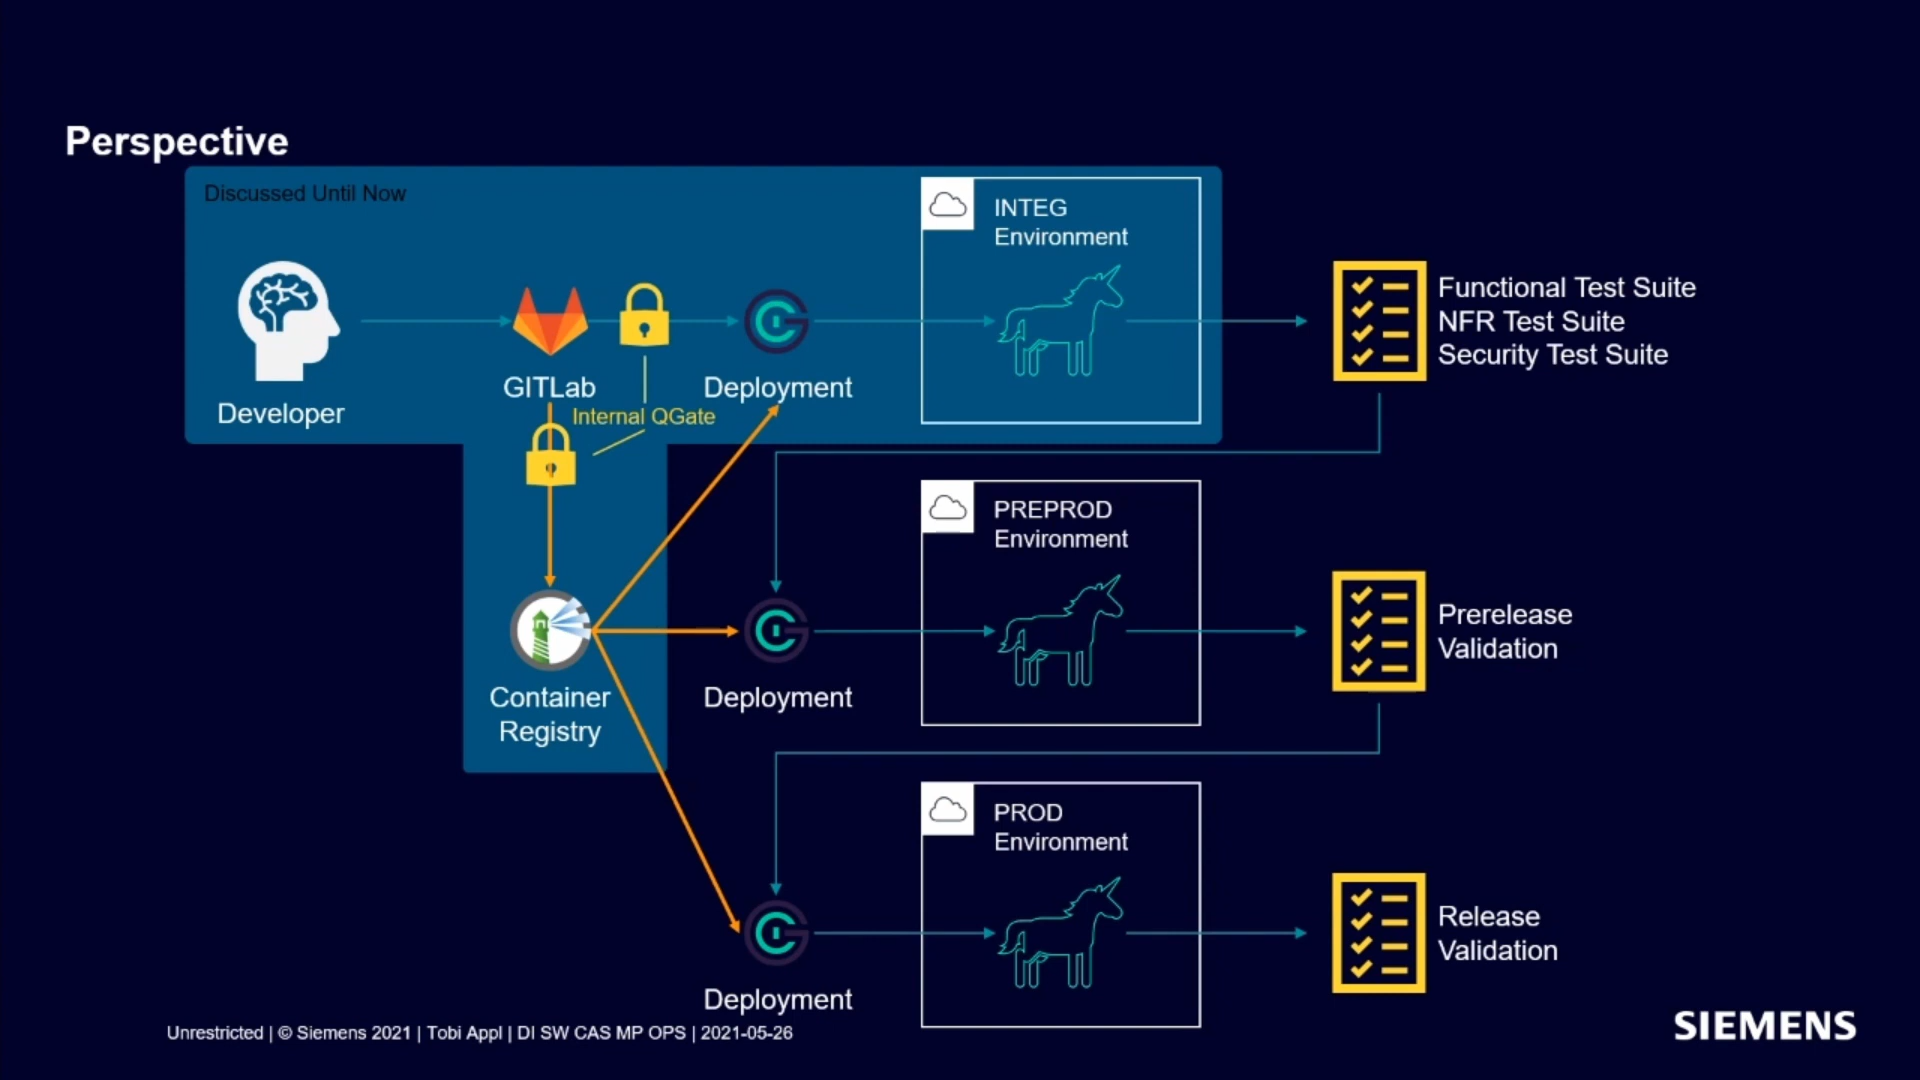 Perspective
Discussed Until Now
INTEG
Environment
Functional Test Suite
NFR Test Suite
Security Test Suite
GITLab
Deployment
Developer
Internal QGate
PREPROD
Environment
Prerelease
Validation
Container
Registry
Deployment
PROD
Environment
Release
Validation
Deployment
Unrestricted | © Siemens 2021 | Tobi Appl | DI SW CAS MP OPS | 2021-05-26
SIEMENS